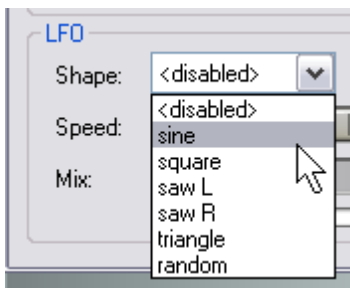 LFO
Shape: <disabled>
<disabled>
Speed:
sine
square
Mix:
saw L
saw R
triangle
random